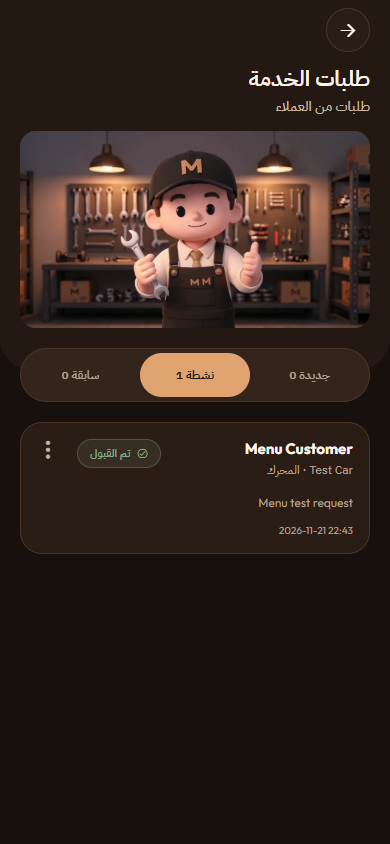 طلبات الخدمة
طلبات من العملاء
M
M M
جديدة 0
نشطة 1
سابقة 0
Menu Customer
تم القبول
Test Car · المحرك
Menu test request
2026-11-21 22:43